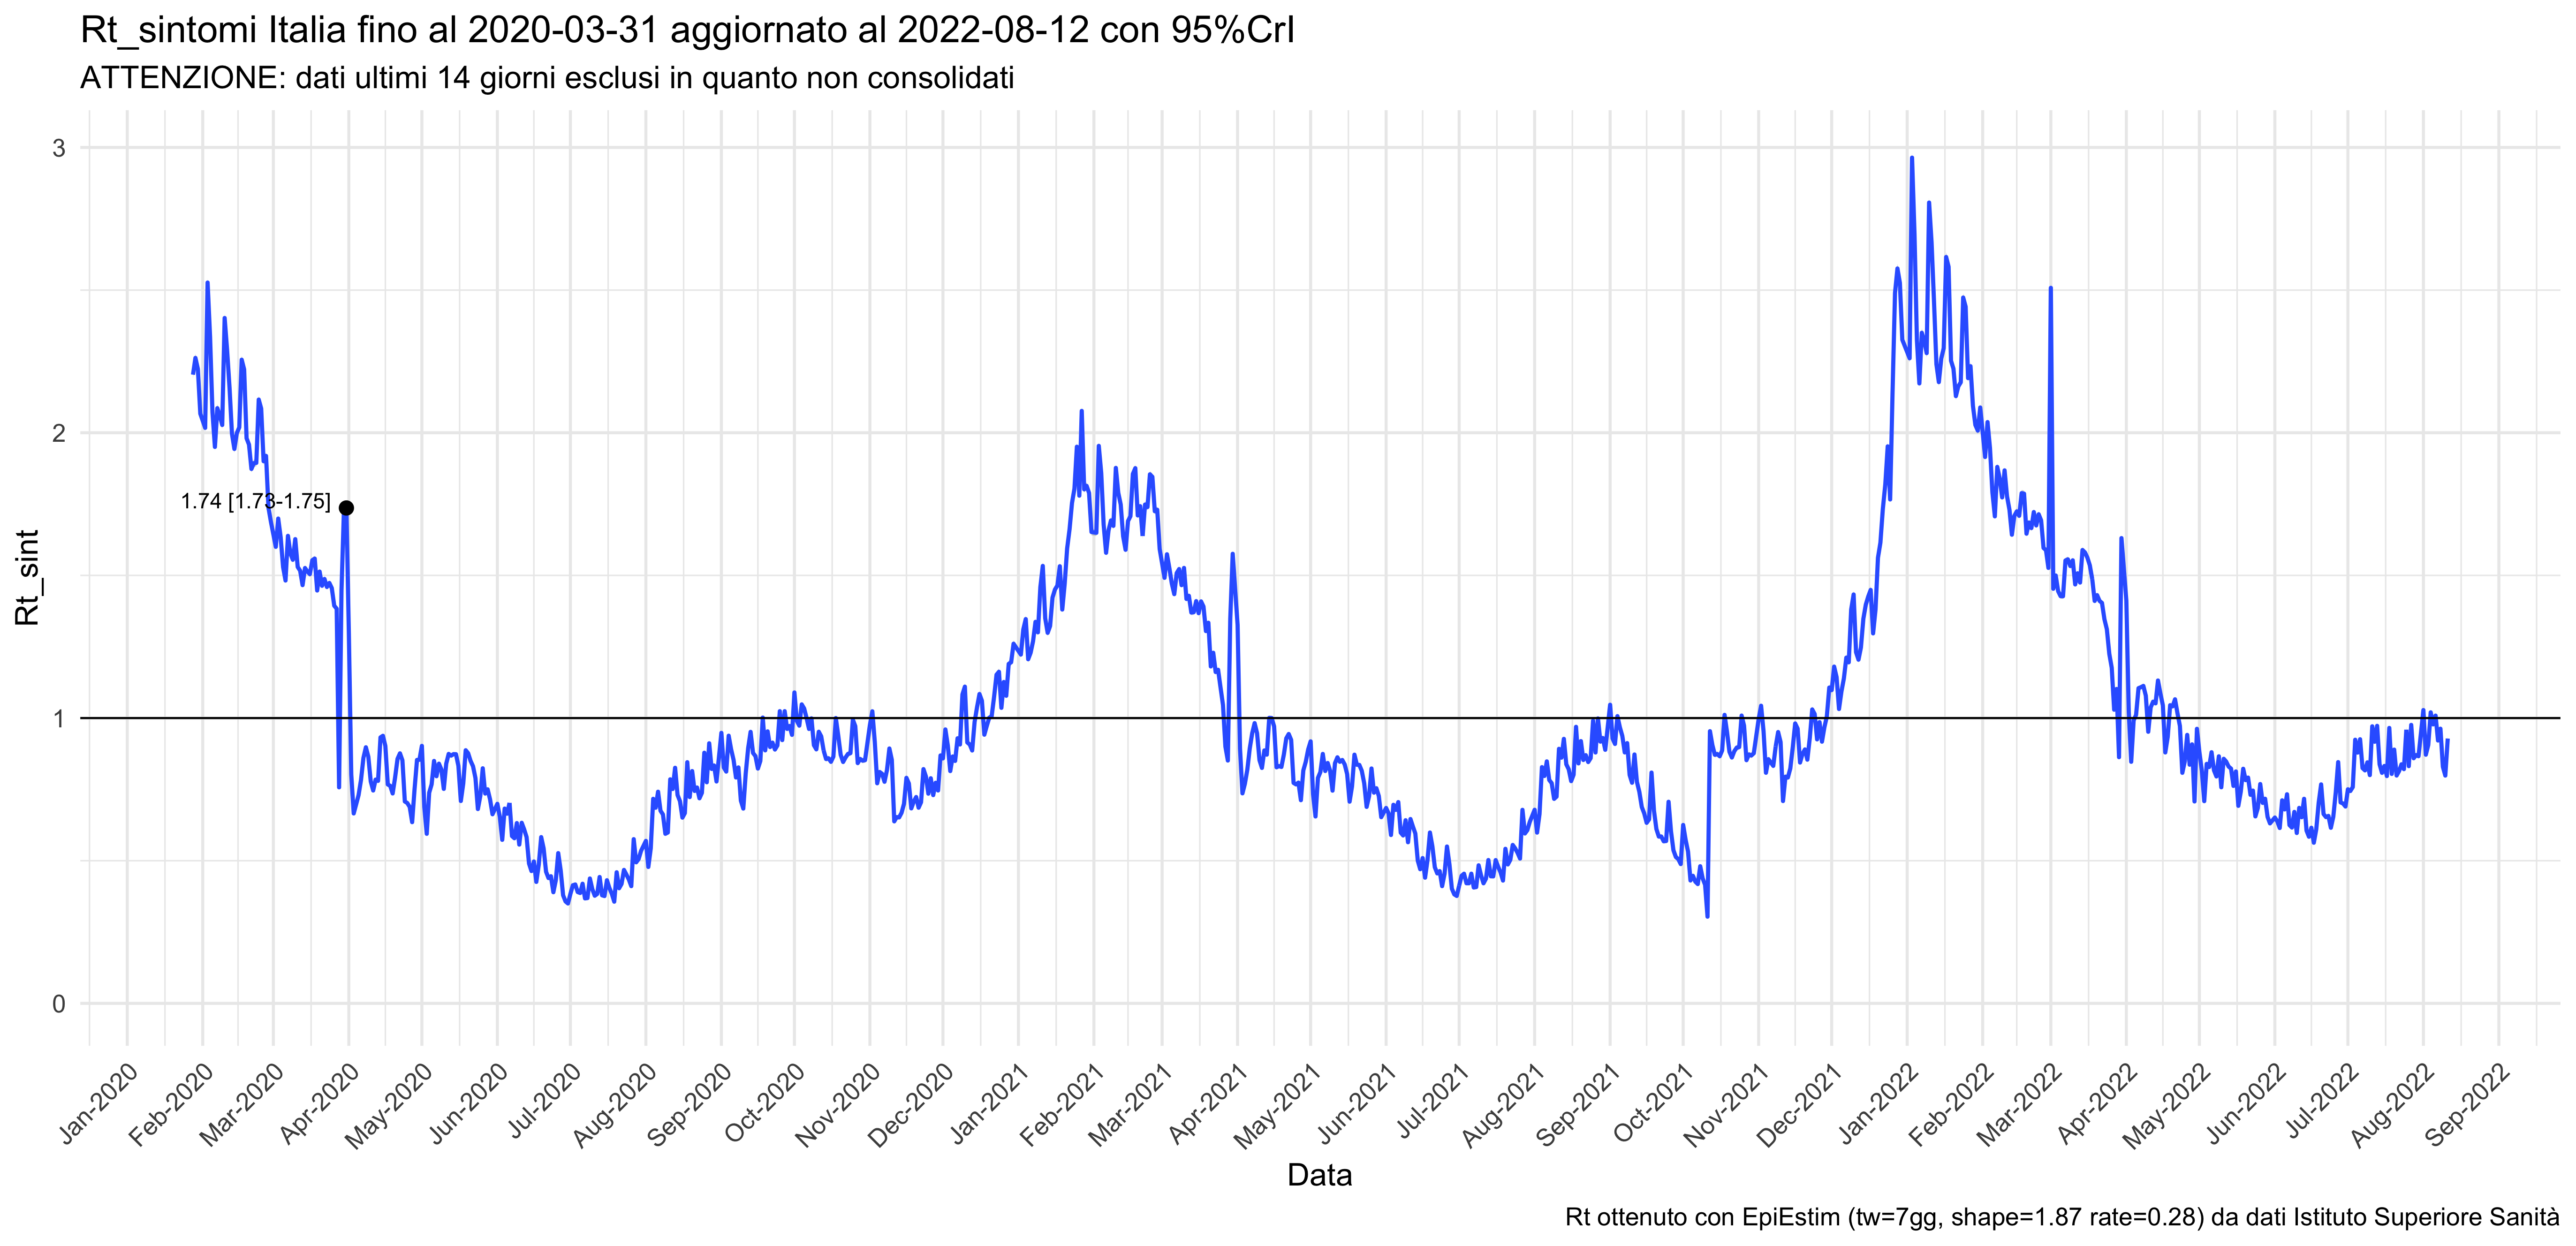 Rt_sintomi Italia fino al 2020-03-31 aggiornato al 2022-08-12 con 95%CrI
ATTENZIONE: dati ultimi 14 giorni esclusi in quanto non consolidati
3
2
1
0
Rt_sint
1.74 [1.73-1.75]
Jan-2020
Feb-2020
Mar-2020
Apr-2020
May-2020
Jun-2020
Jul-2020
Aug-2020
Sep-2020
Oct-2020
Nov-2020
Dec-2020
Jan-2021
Feb-2021
Mar-2021
Apr-2021
May-2021
Jun-2021
Jul-2021
Aug-2021
Sep-2021
Oct-2021
Nov-2021
Dec-2021
Jan-2022
Feb-2022
Mar-2022
Apr-2022
May-2022
Jun-2022
Jul-2022
Aug-2022
Sep-2022
Data
Rt ottenuto con EpiEstim (tw=7gg, shape=1.87 rate=0.28) da dati Istituto Superiore Sanità